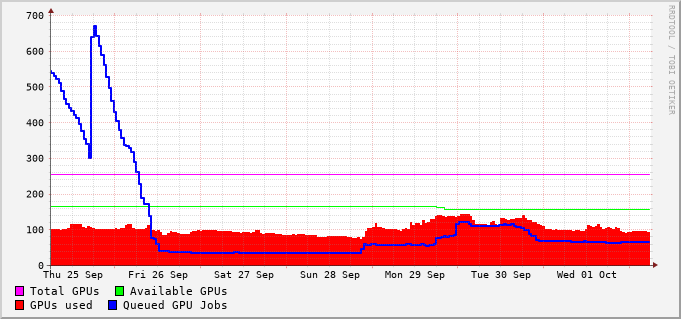 700
600
500
400
300
200
100
0
Thu 25 Sep Fri 26 Sep Sat 27 Sep Sun 28 Sep Mon 29 Sep Tue 30 Sep Wed 01 Oct
Total GPUs Available GPUs
GPUs used Queued GPU Jobs
RRDTOOL / TOBI OETIKER